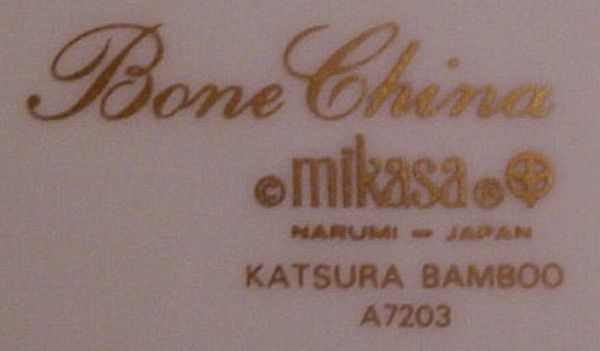 Bone China
©mikasa®
NARUMI – JAPAN
KATSURA BAMBOO
A7203